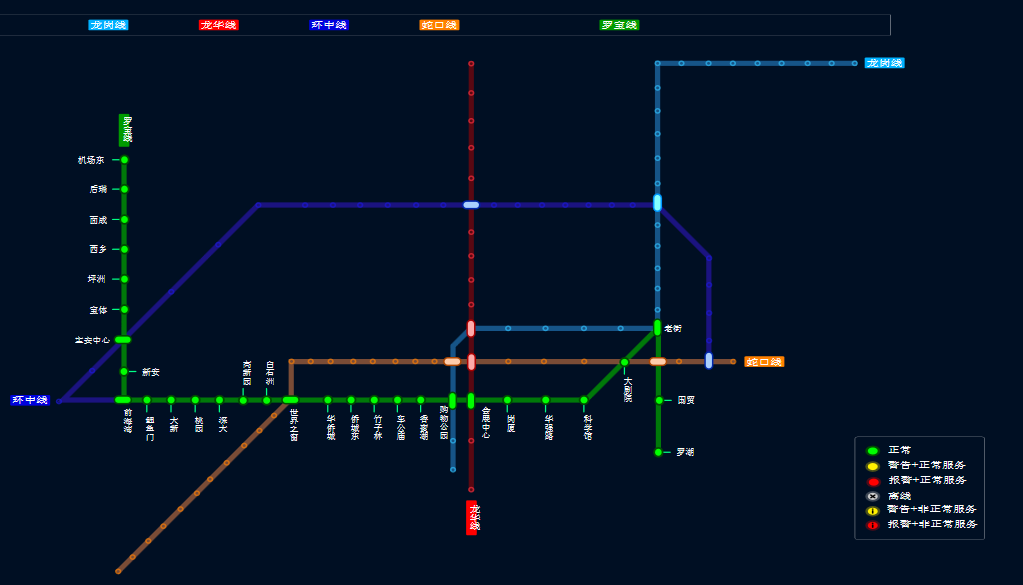 龙岗线 龙华线 环中线 蛇口线 罗宝线
龙岗线
罗宝线
机场东
后瑞
固戍
西乡
坪洲
宝体
宝安中心
新安
环中线
前海湾
鲤鱼门
大新
桃园
深大
高新园
白石洲
世界之窗
华侨城
侨城东
竹子林
车公庙
香蜜湖
购物公园
会展中心
岗厦
华强路
科学馆
大剧院
老街
国贸
罗湖
蛇口线
龙华线
正常
警告+正常服务
报警+正常服务
离线
警告+非正常服务
报警+非正常服务